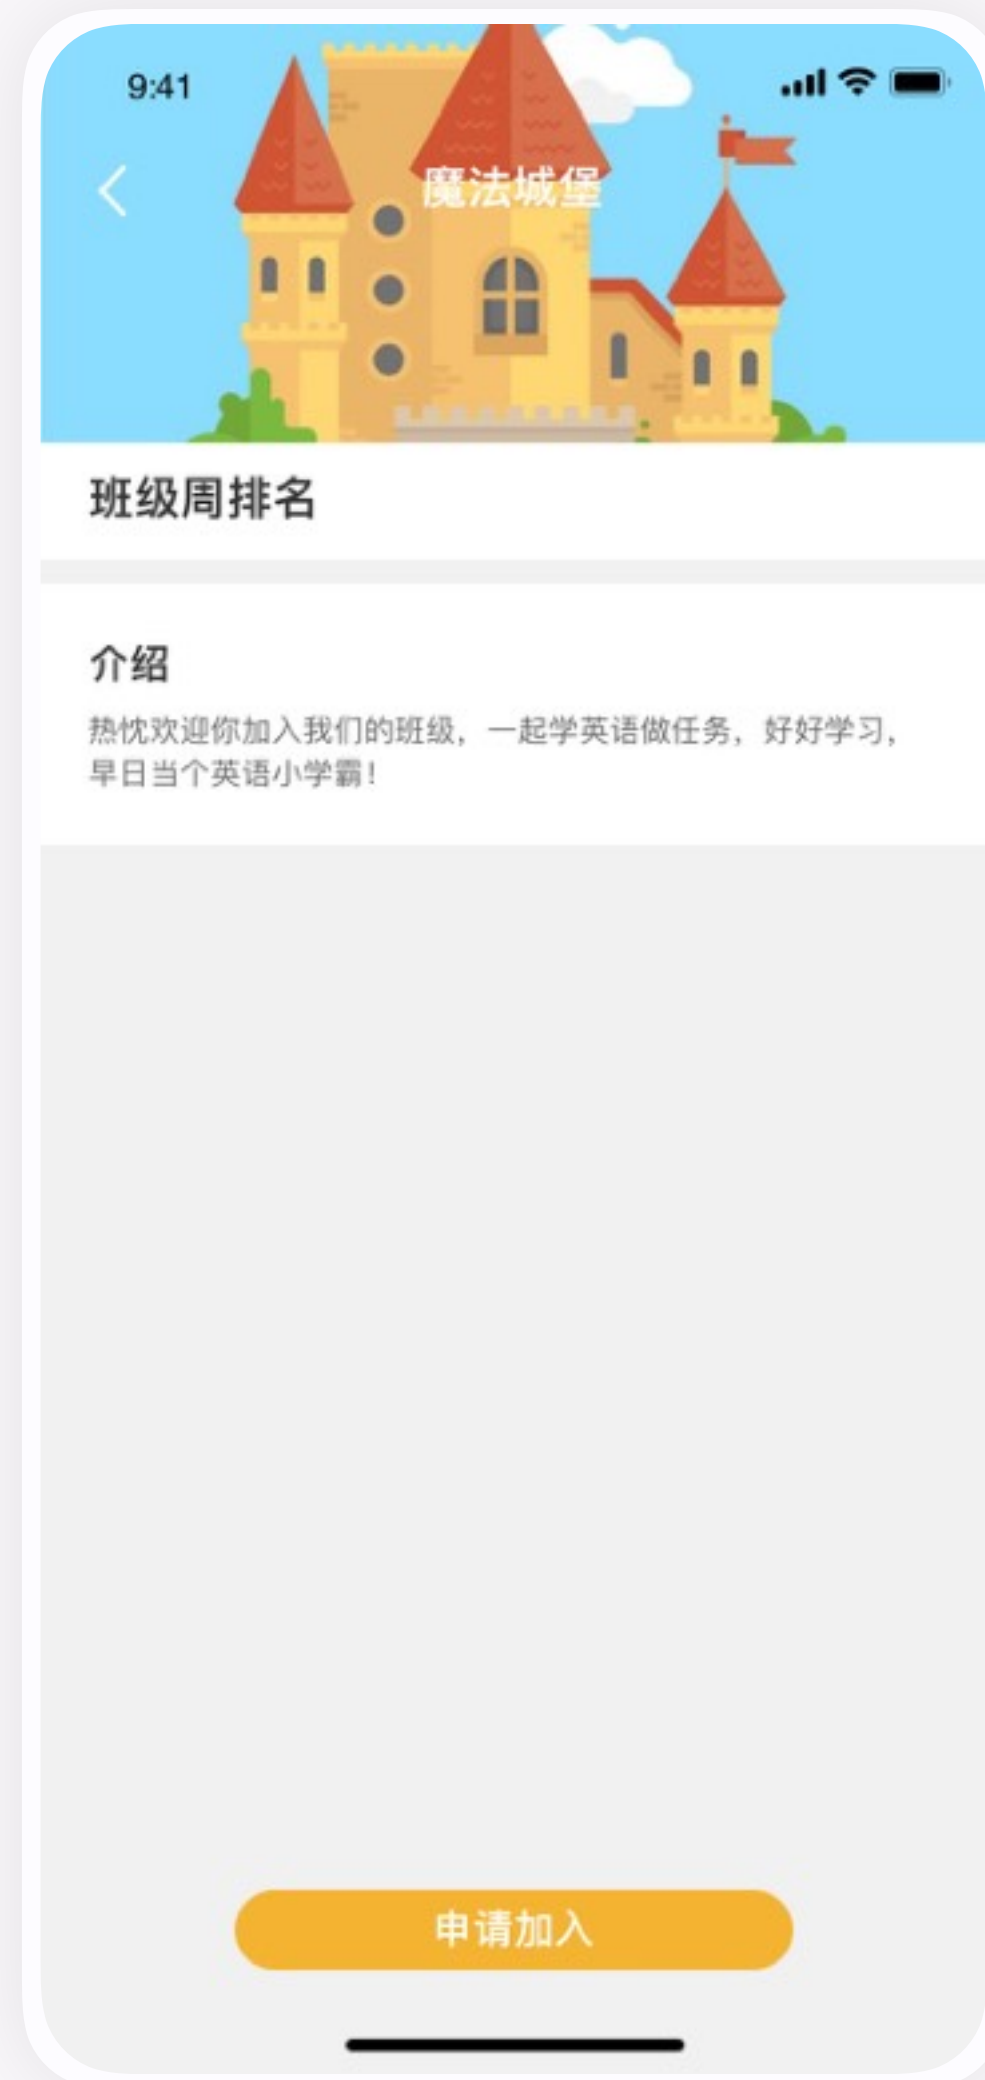 9:41
魔法城堡
班级周排名
介绍
热忱欢迎你加入我们的班级，一起学英语做任务，好好学习，
早日当个英语小学霸！
申请加入